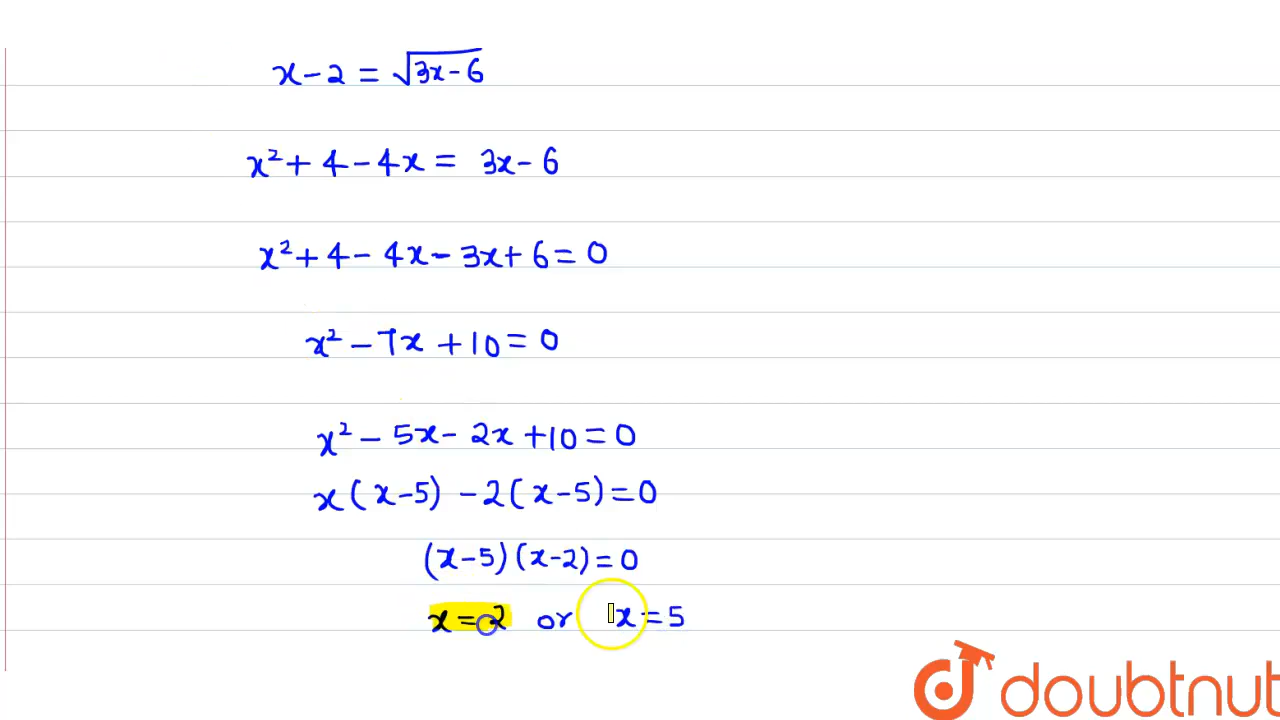 x - 2 = √3x - 6
x² + 4 - 4x = 3x - 6
x² + 4 - 4x - 3x + 6 = 0
x² - 7x + 10 = 0
x² - 5x - 2x + 10 = 0
x(x - 5) - 2(x - 5) = 0
(x - 5)(x - 2) = 0
x = 2 or x = 5
doubtnut